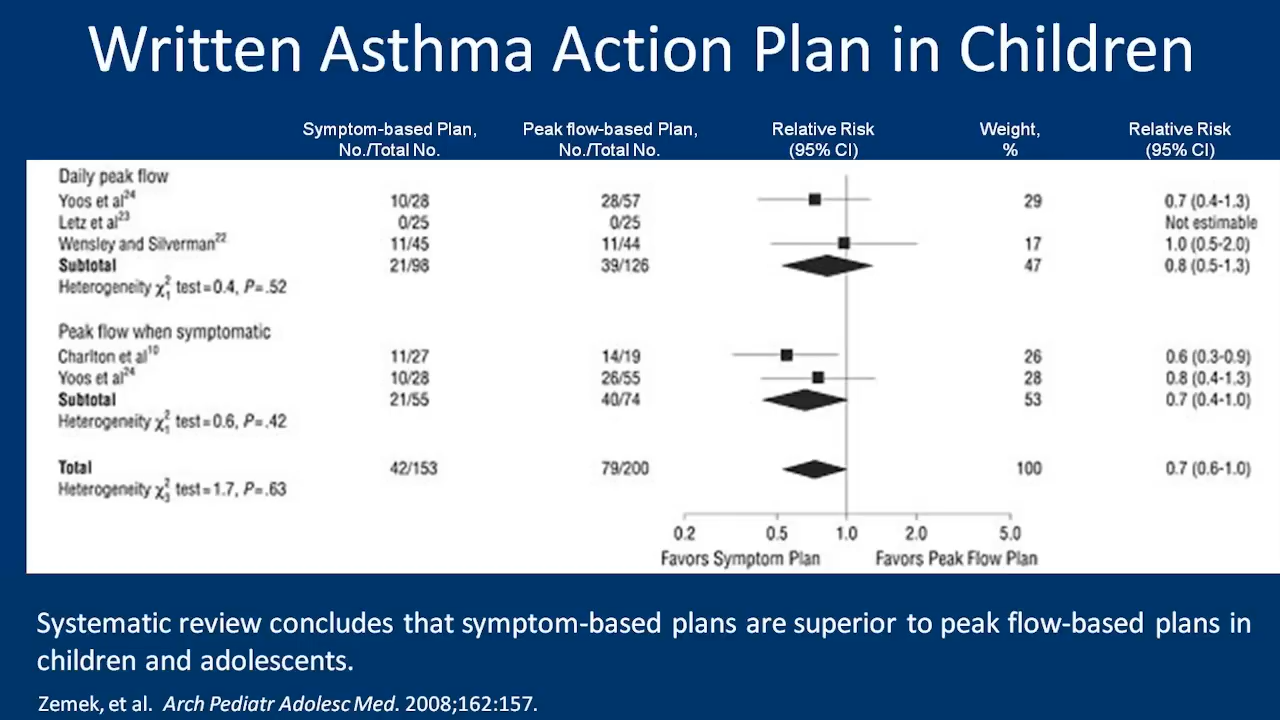 Written Asthma Action Plan in Children
Symptom-based Plan, Peak flow-based Plan, Relative Risk Weight, Relative Risk
No./Total No. No./Total No. (95% CI) % (95% CI)
Daily peak flow
Yoos et al24 10/28 28/57 29 0.7 (0.4-1.3)
Letz et al23 0/25 0/25 Not estimable
Wensley and Silverman22 11/45 11/44 17 1.0 (0.5-2.0)
Subtotal 21/98 39/126 47 0.8 (0.5-1.3)
Heterogeneity χ²₁ test=0.4, P=.52
Peak flow when symptomatic
Charlton et al10 11/27 14/19 26 0.6 (0.3-0.9)
Yoos et al24 10/28 26/55 28 0.8 (0.4-1.3)
Subtotal 21/55 40/74 53 0.7 (0.4-1.0)
Heterogeneity χ²₁ test=0.6, P=.42
Total 42/153 79/200 100 0.7 (0.6-1.0)
Heterogeneity χ²₃ test=1.7, P=.63
0.2 0.5 1.0 2.0 5.0
Favors Symptom Plan Favors Peak Flow Plan
Systematic review concludes that symptom-based plans are superior to peak flow-based plans in
children and adolescents.
Zemek, et al. Arch Pediatr Adolesc Med. 2008;162:157.